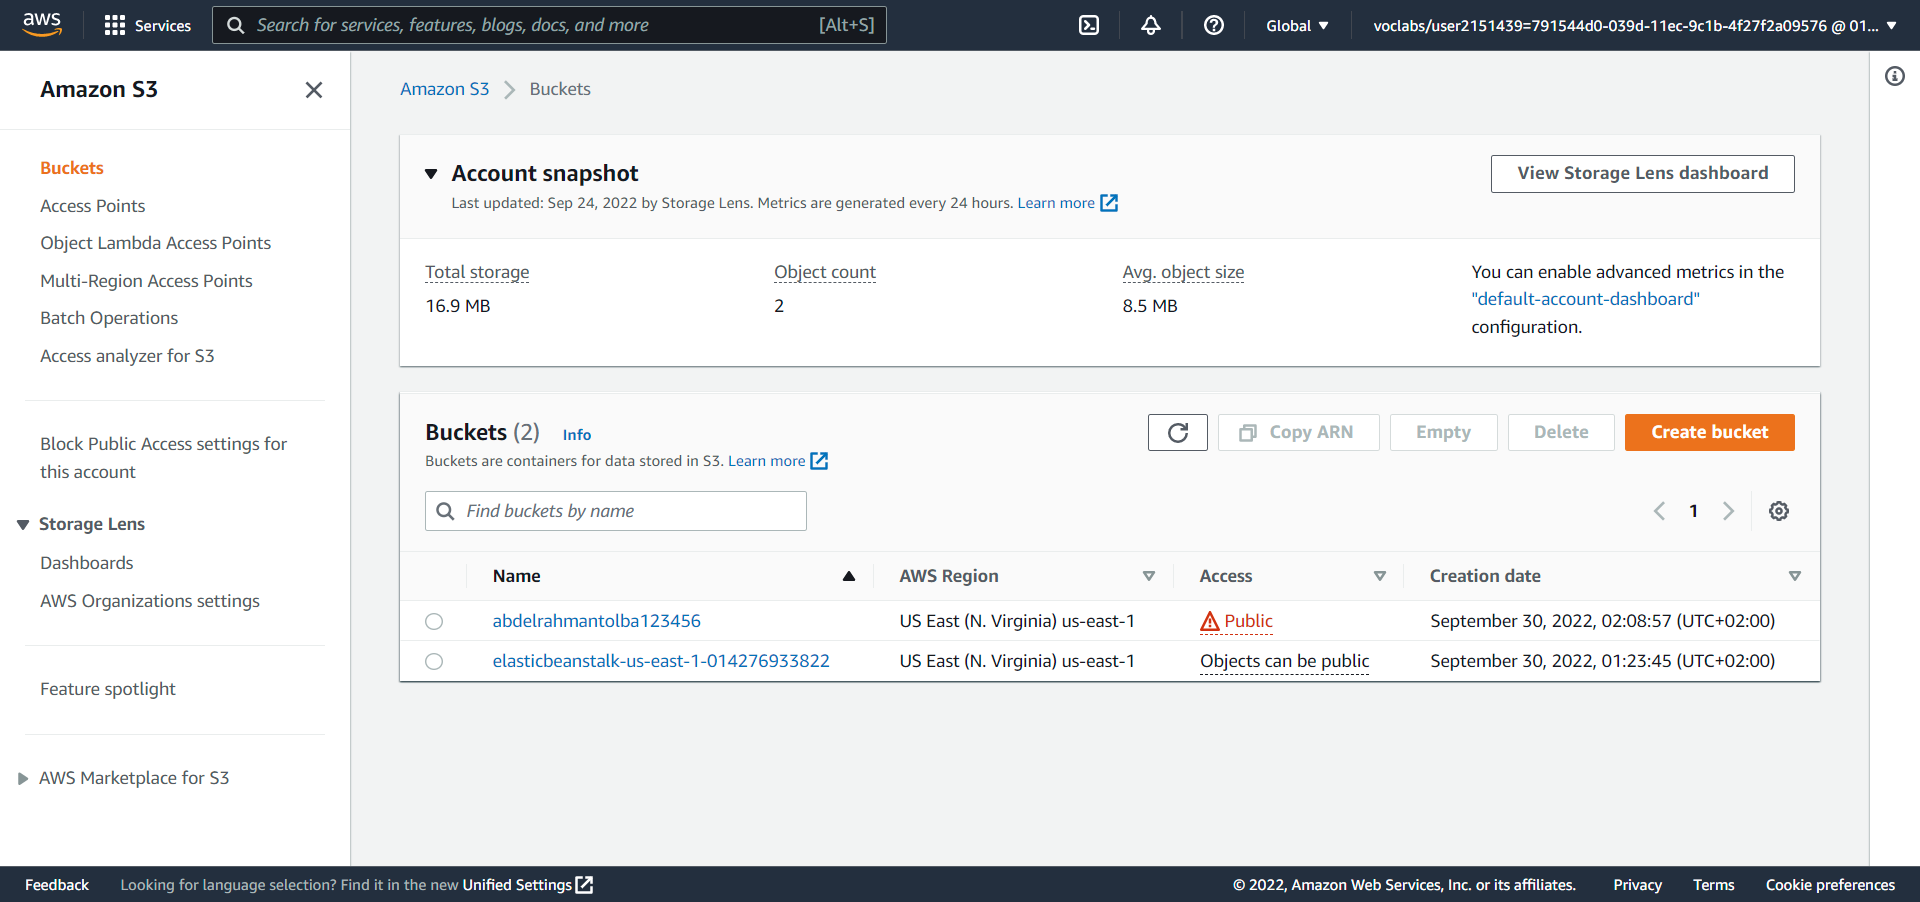 aws
Services
Search for services, features, blogs, docs, and more
[Alt+S]
Global
voclabs/user2151439=791544d0-039d-11ec-9c1b-4f27f2a09576 @ 01...
Amazon S3
Buckets
Access Points
Object Lambda Access Points
Multi-Region Access Points
Batch Operations
Access analyzer for S3
Block Public Access settings for
this account
Storage Lens
Dashboards
AWS Organizations settings
Feature spotlight
AWS Marketplace for S3
Amazon S3
Buckets
Account snapshot
Last updated: Sep 24, 2022 by Storage Lens. Metrics are generated every 24 hours. Learn more
View Storage Lens dashboard
Total storage
16.9 MB
Object count
2
Avg. object size
8.5 MB
You can enable advanced metrics in the
"default-account-dashboard"
configuration.
Buckets (2)
Info
Buckets are containers for data stored in S3. Learn more
Copy ARN
Empty
Delete
Create bucket
Find buckets by name
1
Name
AWS Region
Access
Creation date
abdelrahmantolba123456
US East (N. Virginia) us-east-1
Public
September 30, 2022, 02:08:57 (UTC+02:00)
elasticbeanstalk-us-east-1-014276933822
US East (N. Virginia) us-east-1
Objects can be public
September 30, 2022, 01:23:45 (UTC+02:00)
Feedback
Looking for language selection? Find it in the new Unified Settings
© 2022, Amazon Web Services, Inc. or its affiliates.
Privacy
Terms
Cookie preferences